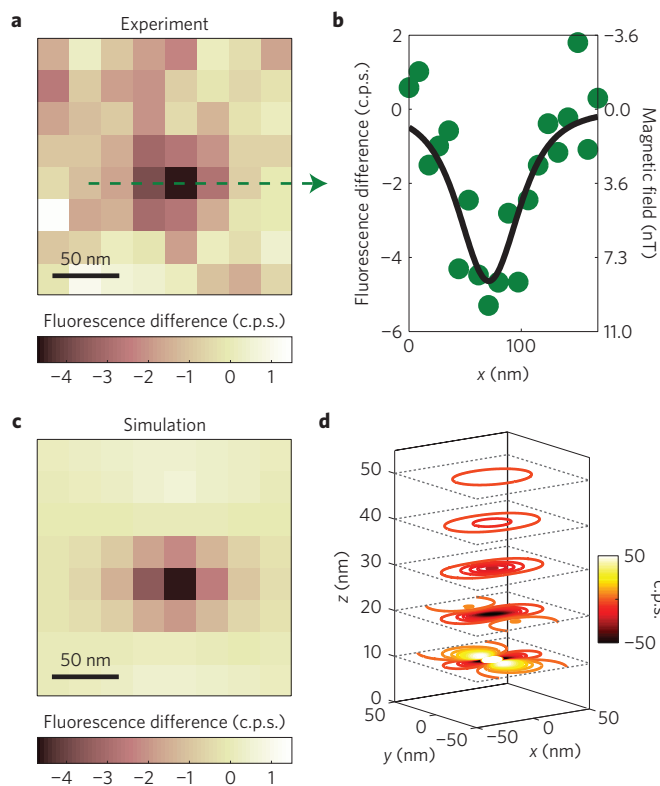 a
Experiment
50 nm
Fluorescence difference (c.p.s.)
−4 −3 −2 −1 0 1
b
Fluorescence difference (c.p.s.)
2
0
−2
−4
−6
−3.6
0.0
3.6
7.3
11.0
Magnetic field (nT)
0 100
x (nm)
c
Simulation
50 nm
Fluorescence difference (c.p.s.)
−4 −3 −2 −1 0 1
d
z (nm)
50
40
30
20
10
0
50
0
−50
y (nm)
−50
0
50
x (nm)
50
−50
c.p.s.